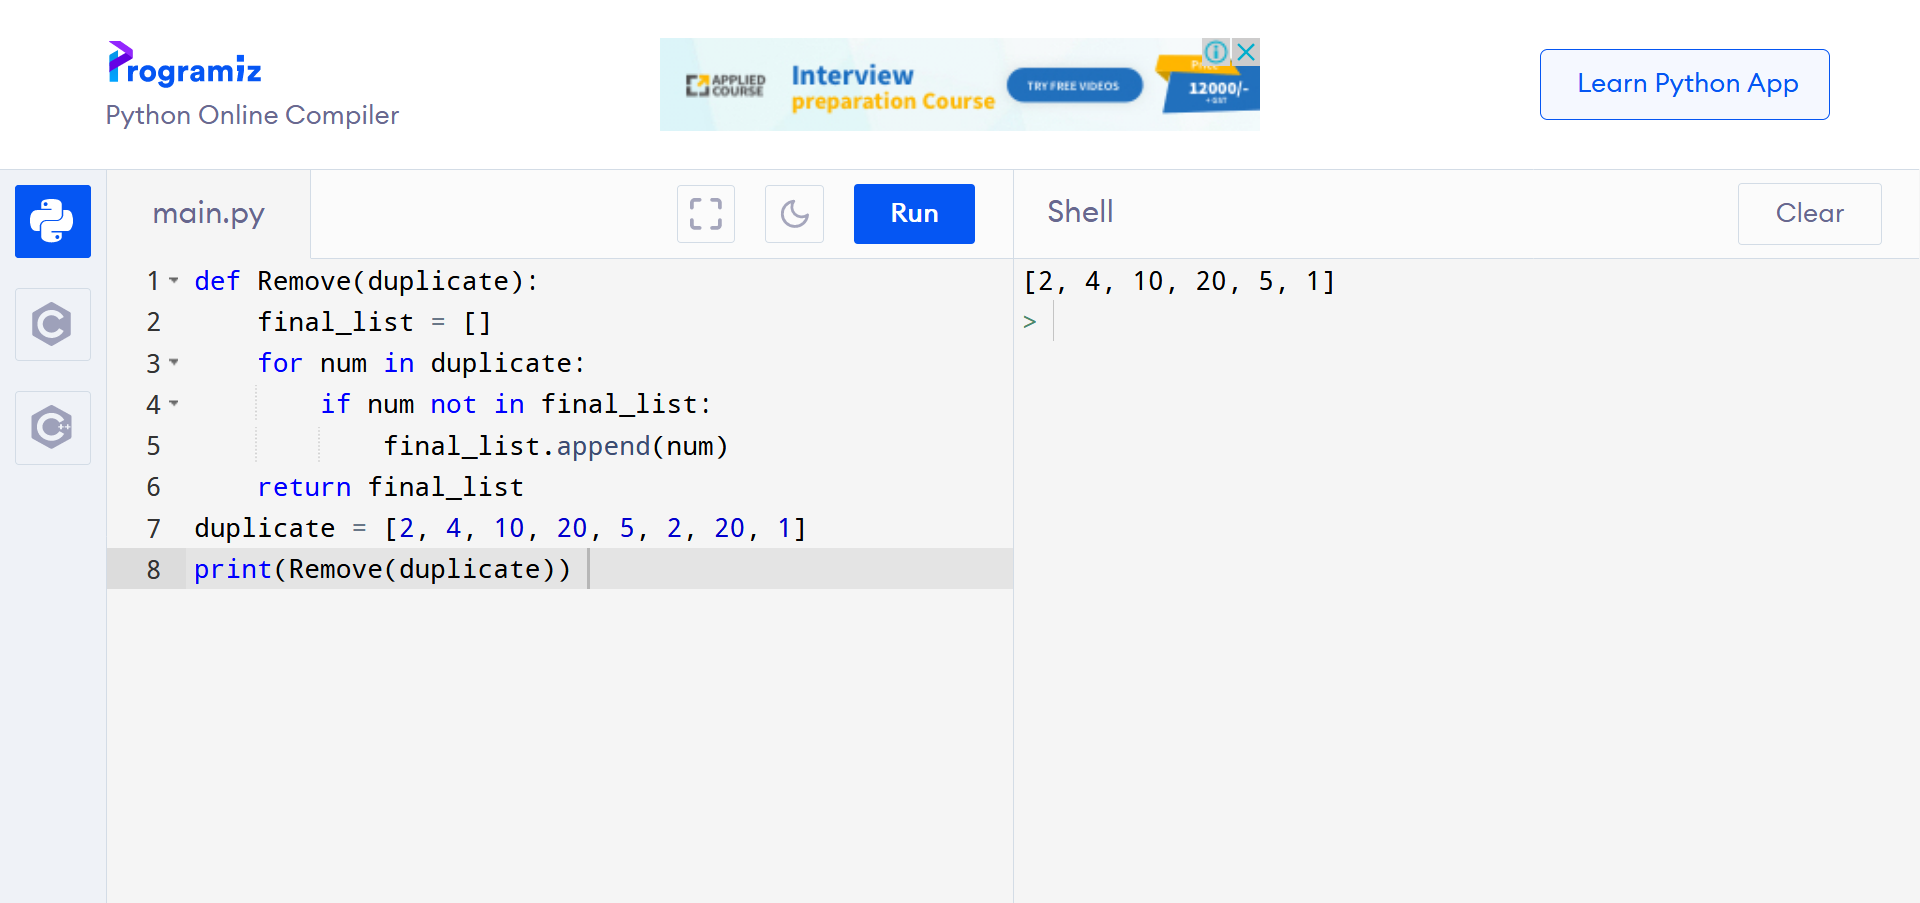 Programiz
Python Online Compiler
APPLIED
COURSE
Interview
preparation Course
TRY FREE VIDEOS
Price
12000/-
+ GST
Learn Python App
main.py
Run
Shell
Clear
1 def Remove(duplicate):
2     final_list = []
3     for num in duplicate:
4         if num not in final_list:
5             final_list.append(num)
6     return final_list
7 duplicate = [2, 4, 10, 20, 5, 2, 20, 1]
8 print(Remove(duplicate))
[2, 4, 10, 20, 5, 1]
>
C
C++